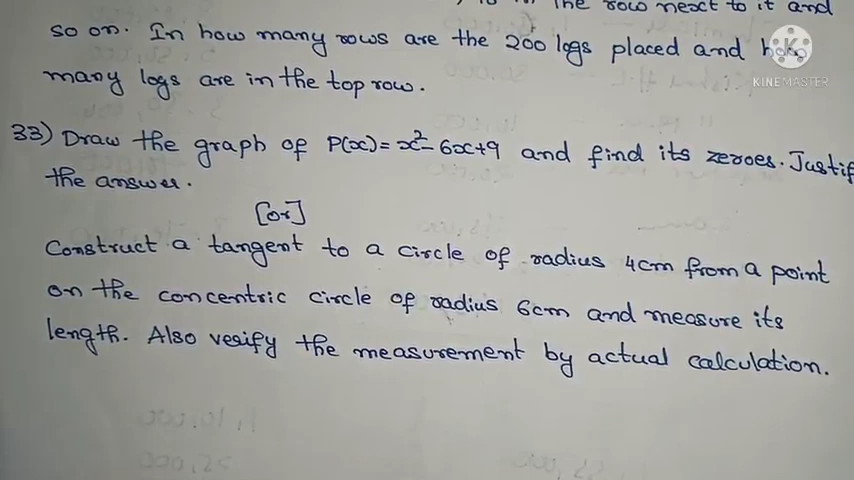 the row next to it and
so on. In how many rows are the 200 logs placed and how
many logs are in the top row.
K
KINEMASTER
33) Draw the graph of P(x) = x² - 6x+9 and find its zeroes. Justif
the answer.
[or]
Construct a tangent to a circle of radius 4cm from a point
on the concentric circle of radius 6cm and measure its
length. Also verify the measurement by actual calculation.